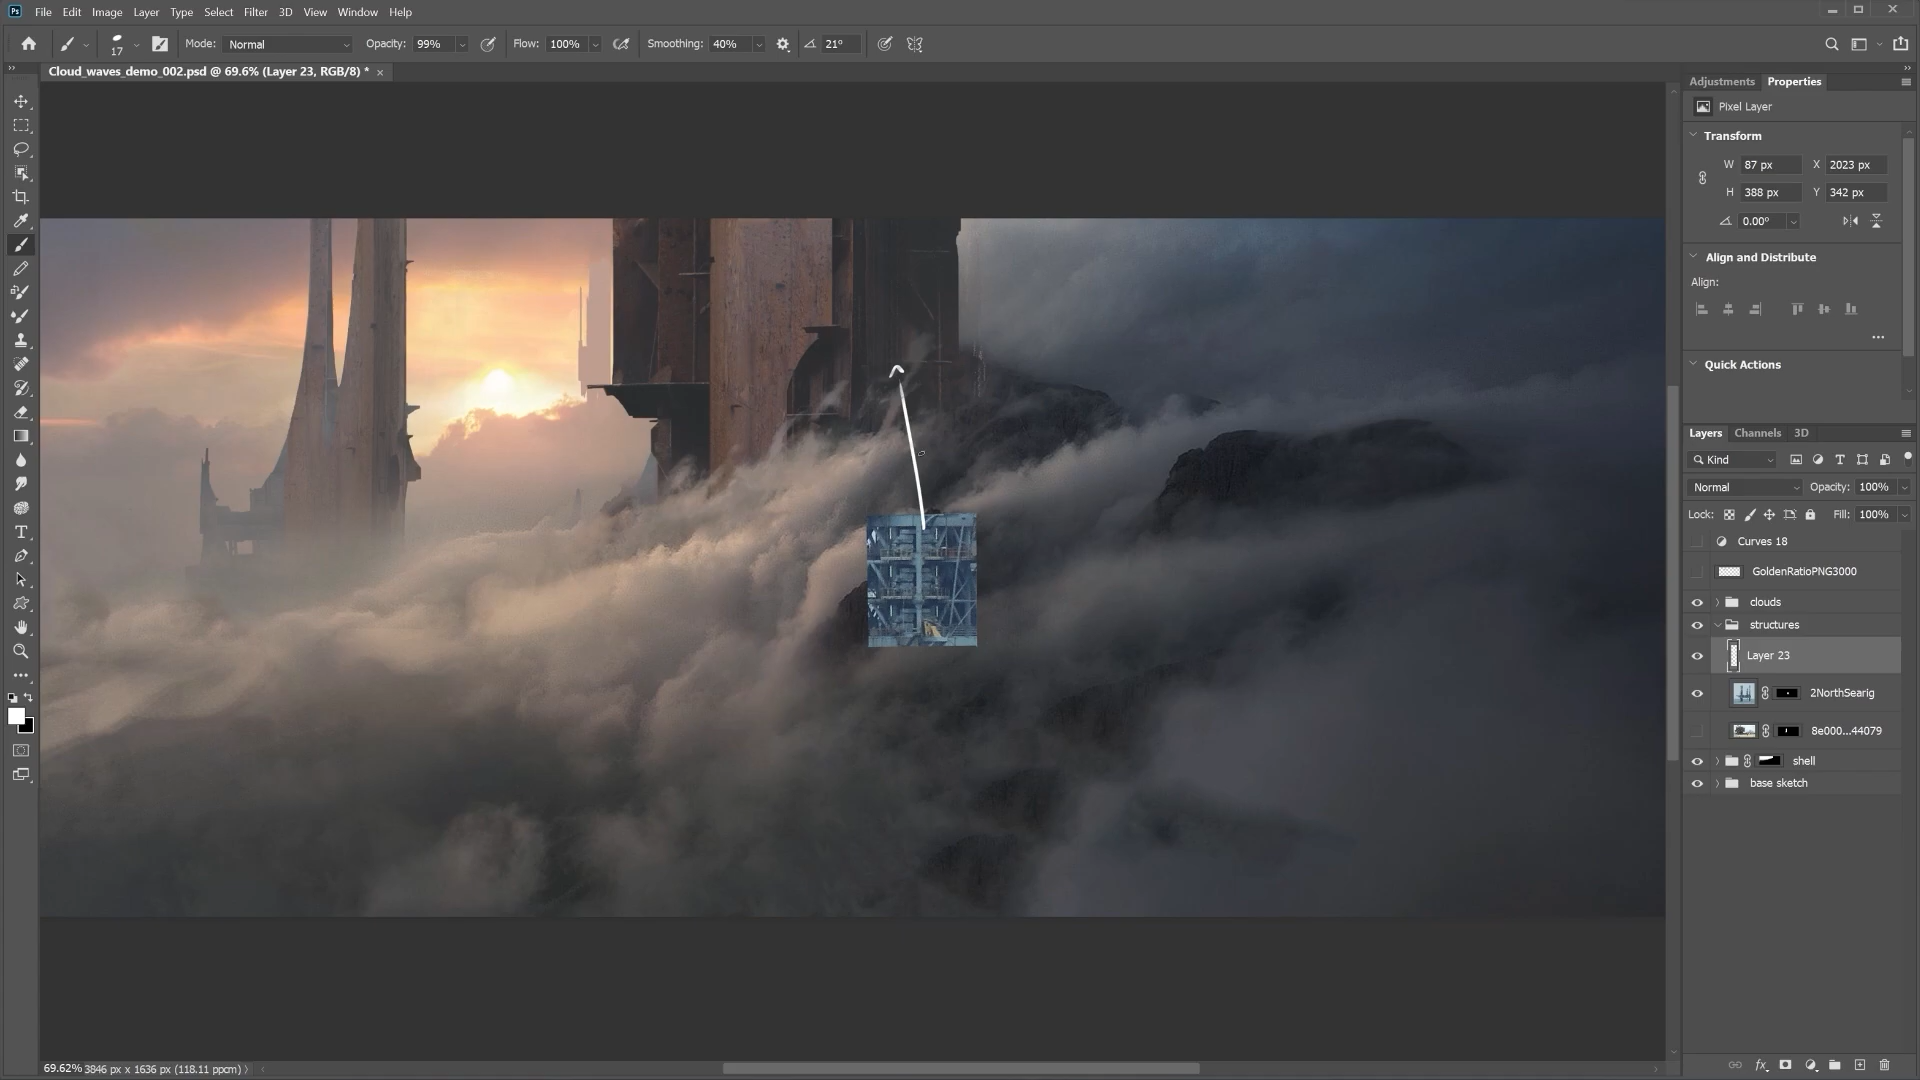 Ps File Edit Image Layer Type Select Filter 3D View Window Help
17 Mode: Normal Opacity: 99% Flow: 100% Smoothing: 40% 21°
Cloud_waves_demo_002.psd @ 69.6% (Layer 23, RGB/8) * ×
Adjustments Properties
Pixel Layer
Transform
W 87 px X 2023 px
H 388 px Y 342 px
0.00°
Align and Distribute
Align:
Quick Actions
Layers Channels 3D
Kind
Normal Opacity: 100%
Lock: Fill: 100%
Curves 18
GoldenRatioPNG3000
clouds
structures
Layer 23
2NorthSearig
8e000...44079
shell
base sketch
69.62% 3846 px x 1636 px (118.11 ppcm)
fx